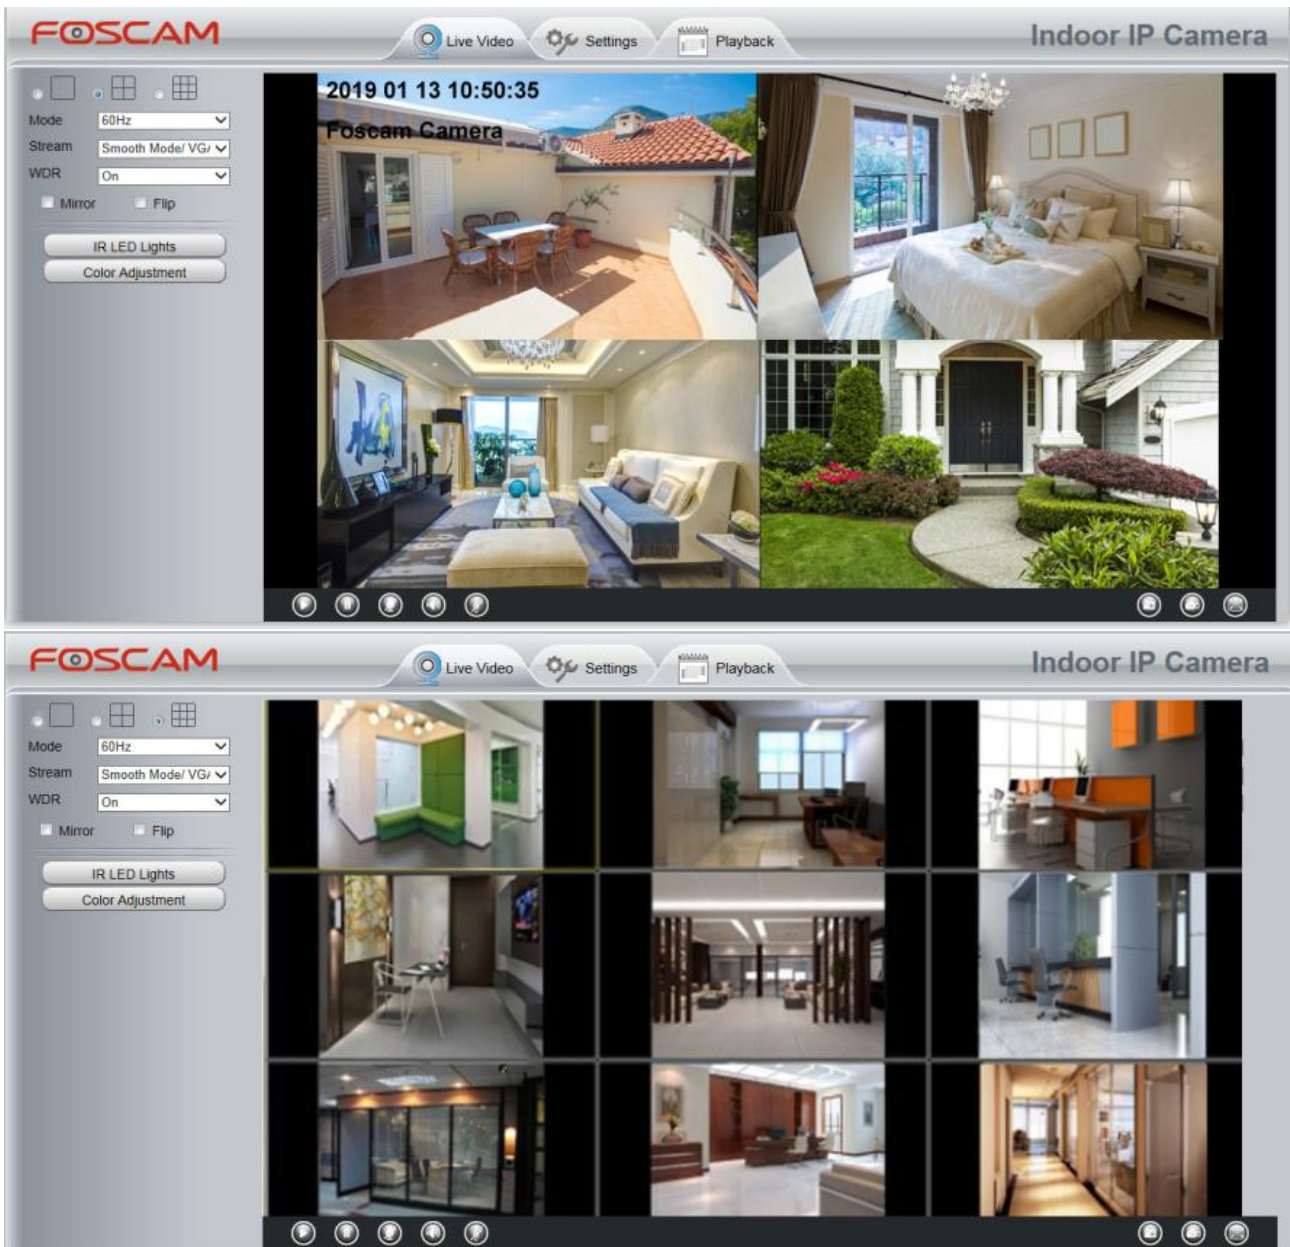 FOSCAM
Live Video
Settings
Playback
Indoor IP Camera
Mode
60Hz
Stream
Smooth Mode/ VG
WDR
On
Mirror
Flip
IR LED Lights
Color Adjustment
2019 01 13 10:50:35
Foscam Camera
FOSCAM
Live Video
Settings
Playback
Indoor IP Camera
Mode
60Hz
Stream
Smooth Mode/ VG
WDR
On
Mirror
Flip
IR LED Lights
Color Adjustment